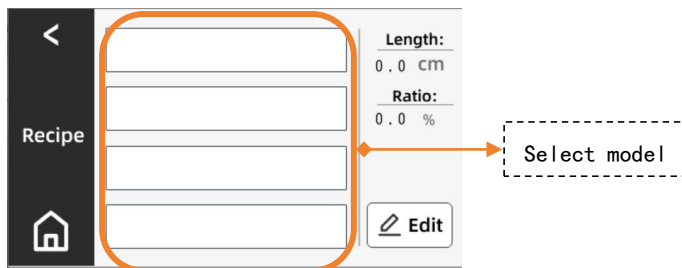 <
Recipe
Length:
0.0 cm
Ratio:
0.0 %
Edit
Select model